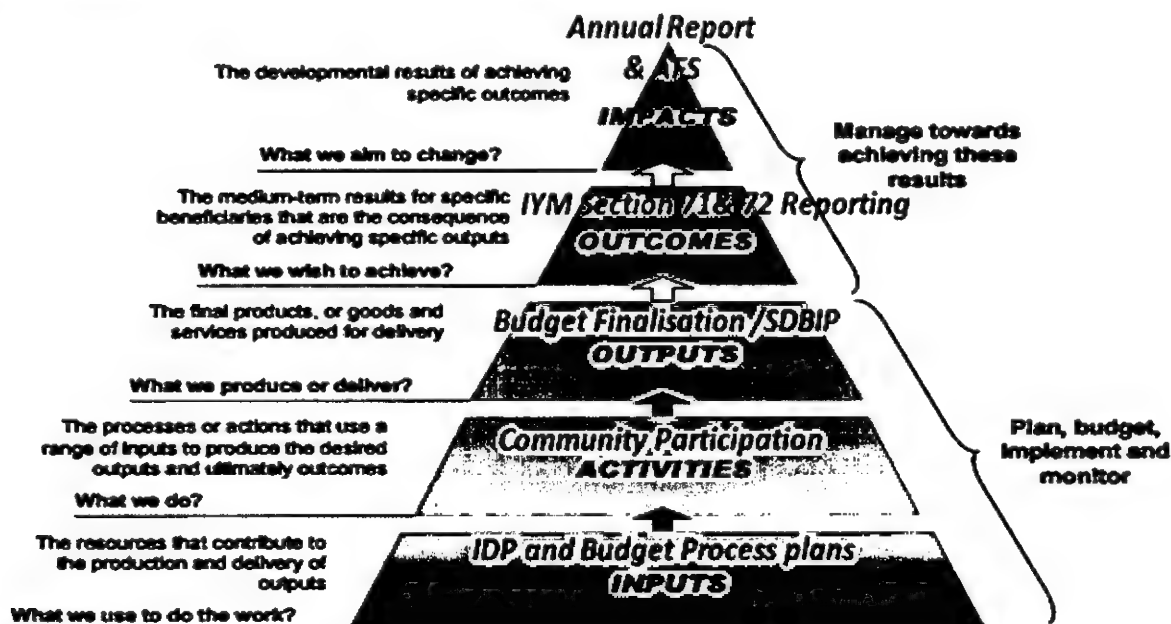 Annual Report
& AFS
IMPACTS
The developmental results of achieving
specific outcomes
What we aim to change?
Manage towards
achieving these
results
The medium-term results for specific
beneficiaries that are the consequence
of achieving specific outputs
IYM Section 71& 72 Reporting
OUTCOMES
What we wish to achieve?
The final products, or goods and
services produced for delivery
Budget Finalisation /SDBIP
OUTPUTS
What we produce or deliver?
The processes or actions that use a
range of inputs to produce the desired
outputs and ultimately outcomes
Community Participation
ACTIVITIES
What we do?
Plan, budget,
implement and
monitor
The resources that contribute to
the production and delivery of
outputs
IDP and Budget Process plans
INPUTS
What we use to do the work?